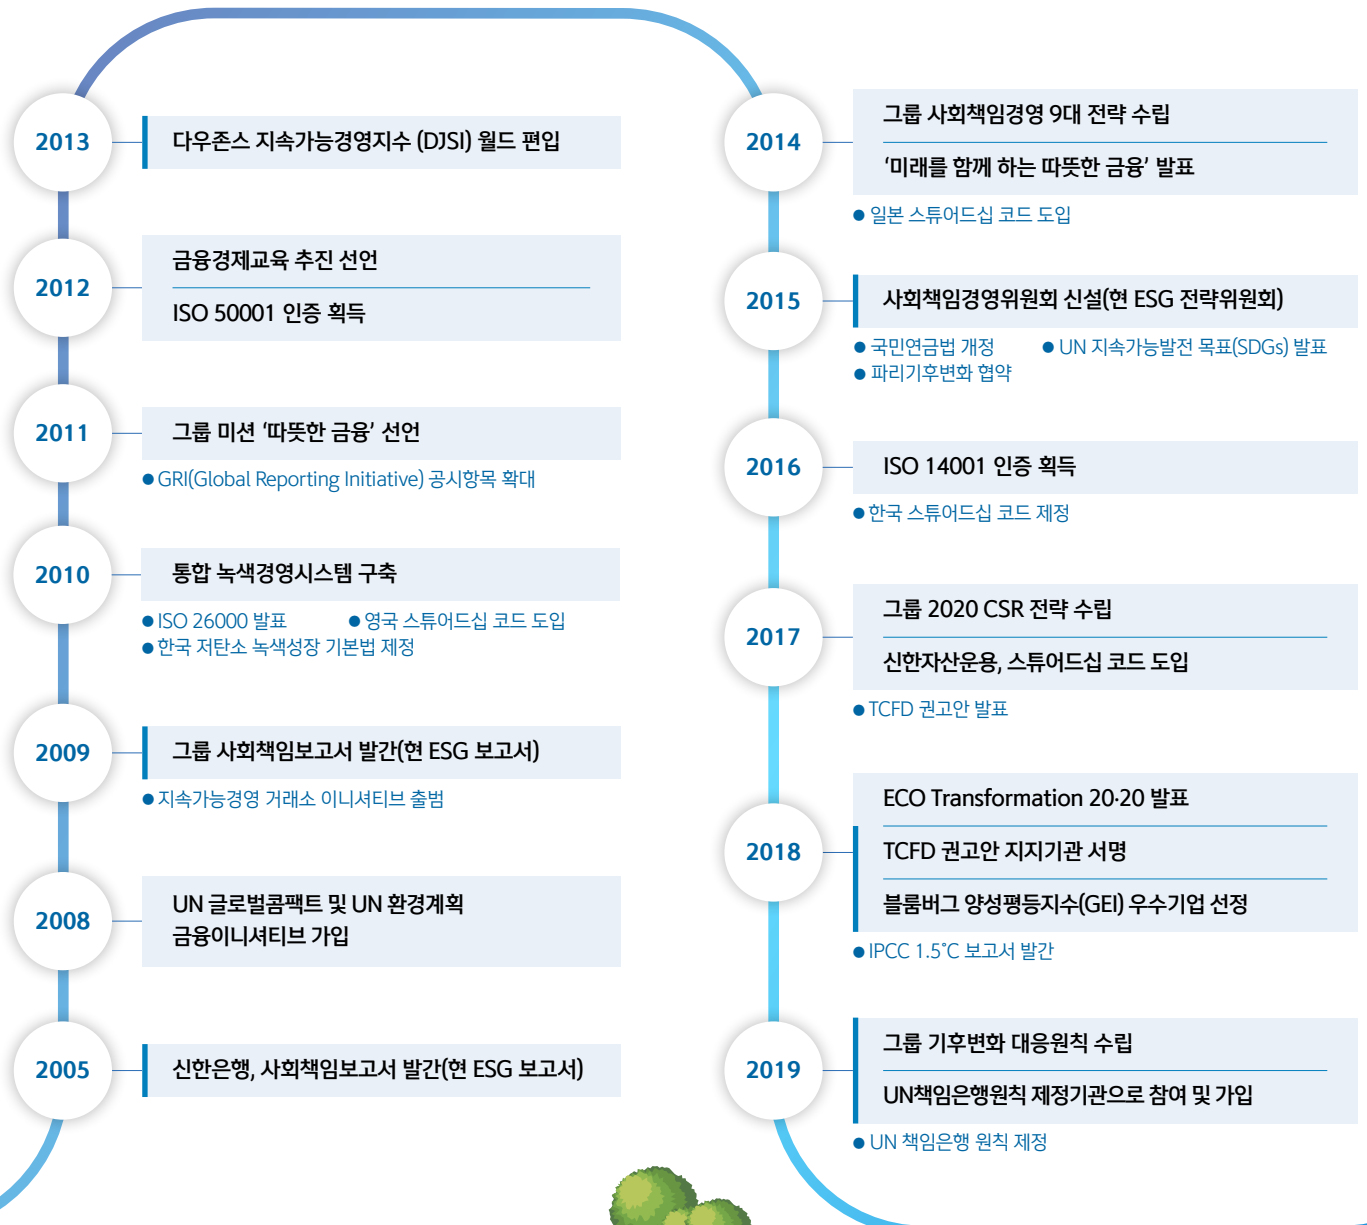 2013
다우존스 지속가능경영지수 (DJSI) 월드 편입
2012
금융경제교육 추진 선언
ISO 50001 인증 획득
2011
그룹 미션 ‘따뜻한 금융’ 선언
● GRI(Global Reporting Initiative) 공시항목 확대
2010
통합 녹색경영시스템 구축
● ISO 26000 발표 ● 영국 스튜어드십 코드 도입
● 한국 저탄소 녹색성장 기본법 제정
2009
그룹 사회책임보고서 발간(현 ESG 보고서)
● 지속가능경영 거래소 이니셔티브 출범
2008
UN 글로벌콤팩트 및 UN 환경계획
금융이니셔티브 가입
2005
신한은행, 사회책임보고서 발간(현 ESG 보고서)
2014
그룹 사회책임경영 9대 전략 수립
‘미래를 함께 하는 따뜻한 금융’ 발표
● 일본 스튜어드십 코드 도입
2015
사회책임경영위원회 신설(현 ESG 전략위원회)
● 국민연금법 개정 ● UN 지속가능발전 목표(SDGs) 발표
● 파리기후변화 협약
2016
ISO 14001 인증 획득
● 한국 스튜어드십 코드 제정
2017
그룹 2020 CSR 전략 수립
신한자산운용, 스튜어드십 코드 도입
● TCFD 권고안 발표
2018
ECO Transformation 20·20 발표
TCFD 권고안 지지기관 서명
블룸버그 양성평등지수(GEI) 우수기업 선정
● IPCC 1.5˚C 보고서 발간
2019
그룹 기후변화 대응원칙 수립
UN책임은행원칙 제정기관으로 참여 및 가입
● UN 책임은행 원칙 제정